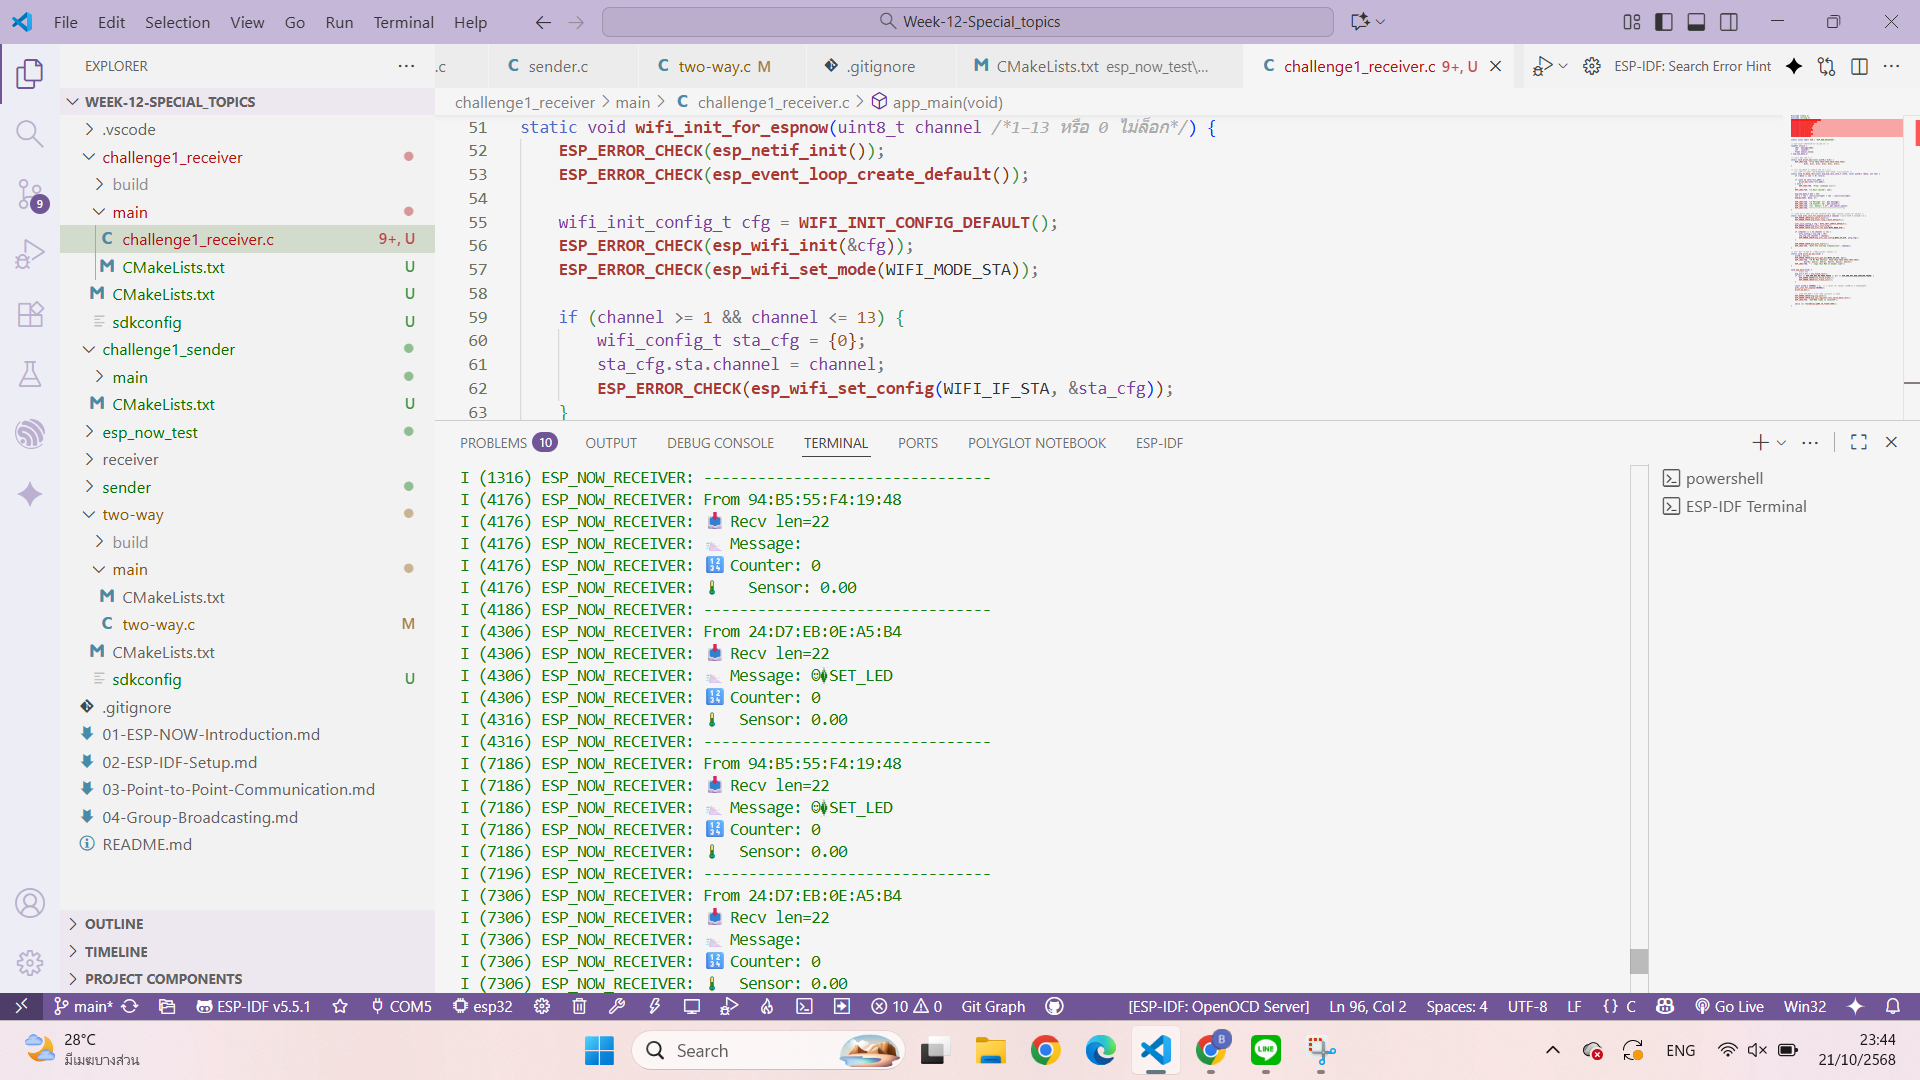 File Edit Selection View Go Run Terminal Help
Week-12-Special_topics
EXPLORER
WEEK-12-SPECIAL_TOPICS
.vscode
challenge1_receiver
build
main
challenge1_receiver.c 9+, U
CMakeLists.txt U
CMakeLists.txt U
sdkconfig U
challenge1_sender
main
CMakeLists.txt U
esp_now_test
receiver
sender
two-way
build
main
CMakeLists.txt
two-way.c M
CMakeLists.txt
sdkconfig U
.gitignore
01-ESP-NOW-Introduction.md
02-ESP-IDF-Setup.md
03-Point-to-Point-Communication.md
04-Group-Broadcasting.md
README.md
OUTLINE
TIMELINE
PROJECT COMPONENTS
9
.c C sender.c C two-way.c M .gitignore M CMakeLists.txt esp_now_test\... C challenge1_receiver.c 9+, U ESP-IDF: Search Error Hint
challenge1_receiver > main > C challenge1_receiver.c > app_main(void)
51 static void wifi_init_for_espnow(uint8_t channel /*1–13 หรือ 0 ไม่ล็อก*/) {
52 ESP_ERROR_CHECK(esp_netif_init());
53 ESP_ERROR_CHECK(esp_event_loop_create_default());
54
55 wifi_init_config_t cfg = WIFI_INIT_CONFIG_DEFAULT();
56 ESP_ERROR_CHECK(esp_wifi_init(&cfg));
57 ESP_ERROR_CHECK(esp_wifi_set_mode(WIFI_MODE_STA));
58
59 if (channel >= 1 && channel <= 13) {
60 wifi_config_t sta_cfg = {0};
61 sta_cfg.sta.channel = channel;
62 ESP_ERROR_CHECK(esp_wifi_set_config(WIFI_IF_STA, &sta_cfg));
63 }
PROBLEMS 10 OUTPUT DEBUG CONSOLE TERMINAL PORTS POLYGLOT NOTEBOOK ESP-IDF
powershell
ESP-IDF Terminal
I (1316) ESP_NOW_RECEIVER: --------------------------------
I (4176) ESP_NOW_RECEIVER: From 94:B5:55:F4:19:48
I (4176) ESP_NOW_RECEIVER: 📥 Recv len=22
I (4176) ESP_NOW_RECEIVER: Message:
I (4176) ESP_NOW_RECEIVER: 🔢 Counter: 0
I (4176) ESP_NOW_RECEIVER: 🌡 Sensor: 0.00
I (4186) ESP_NOW_RECEIVER: --------------------------------
I (4306) ESP_NOW_RECEIVER: From 24:D7:EB:0E:A5:B4
I (4306) ESP_NOW_RECEIVER: 📥 Recv len=22
I (4306) ESP_NOW_RECEIVER: Message: SET_LED
I (4306) ESP_NOW_RECEIVER: 🔢 Counter: 0
I (4316) ESP_NOW_RECEIVER: 🌡 Sensor: 0.00
I (4316) ESP_NOW_RECEIVER: --------------------------------
I (7186) ESP_NOW_RECEIVER: From 94:B5:55:F4:19:48
I (7186) ESP_NOW_RECEIVER: 📥 Recv len=22
I (7186) ESP_NOW_RECEIVER: Message: SET_LED
I (7186) ESP_NOW_RECEIVER: 🔢 Counter: 0
I (7186) ESP_NOW_RECEIVER: 🌡 Sensor: 0.00
I (7196) ESP_NOW_RECEIVER: --------------------------------
I (7306) ESP_NOW_RECEIVER: From 24:D7:EB:0E:A5:B4
I (7306) ESP_NOW_RECEIVER: 📥 Recv len=22
I (7306) ESP_NOW_RECEIVER: Message:
I (7306) ESP_NOW_RECEIVER: 🔢 Counter: 0
I (7306) ESP_NOW_RECEIVER: 🌡 Sensor: 0.00
main* ESP-IDF v5.5.1 COM5 esp32 10 0 Git Graph [ESP-IDF: OpenOCD Server] Ln 96, Col 2 Spaces: 4 UTF-8 LF {} C Go Live Win32
28°C
มีเมฆบางส่วน
Search
B
LINE
ENG
23:44
21/10/2568